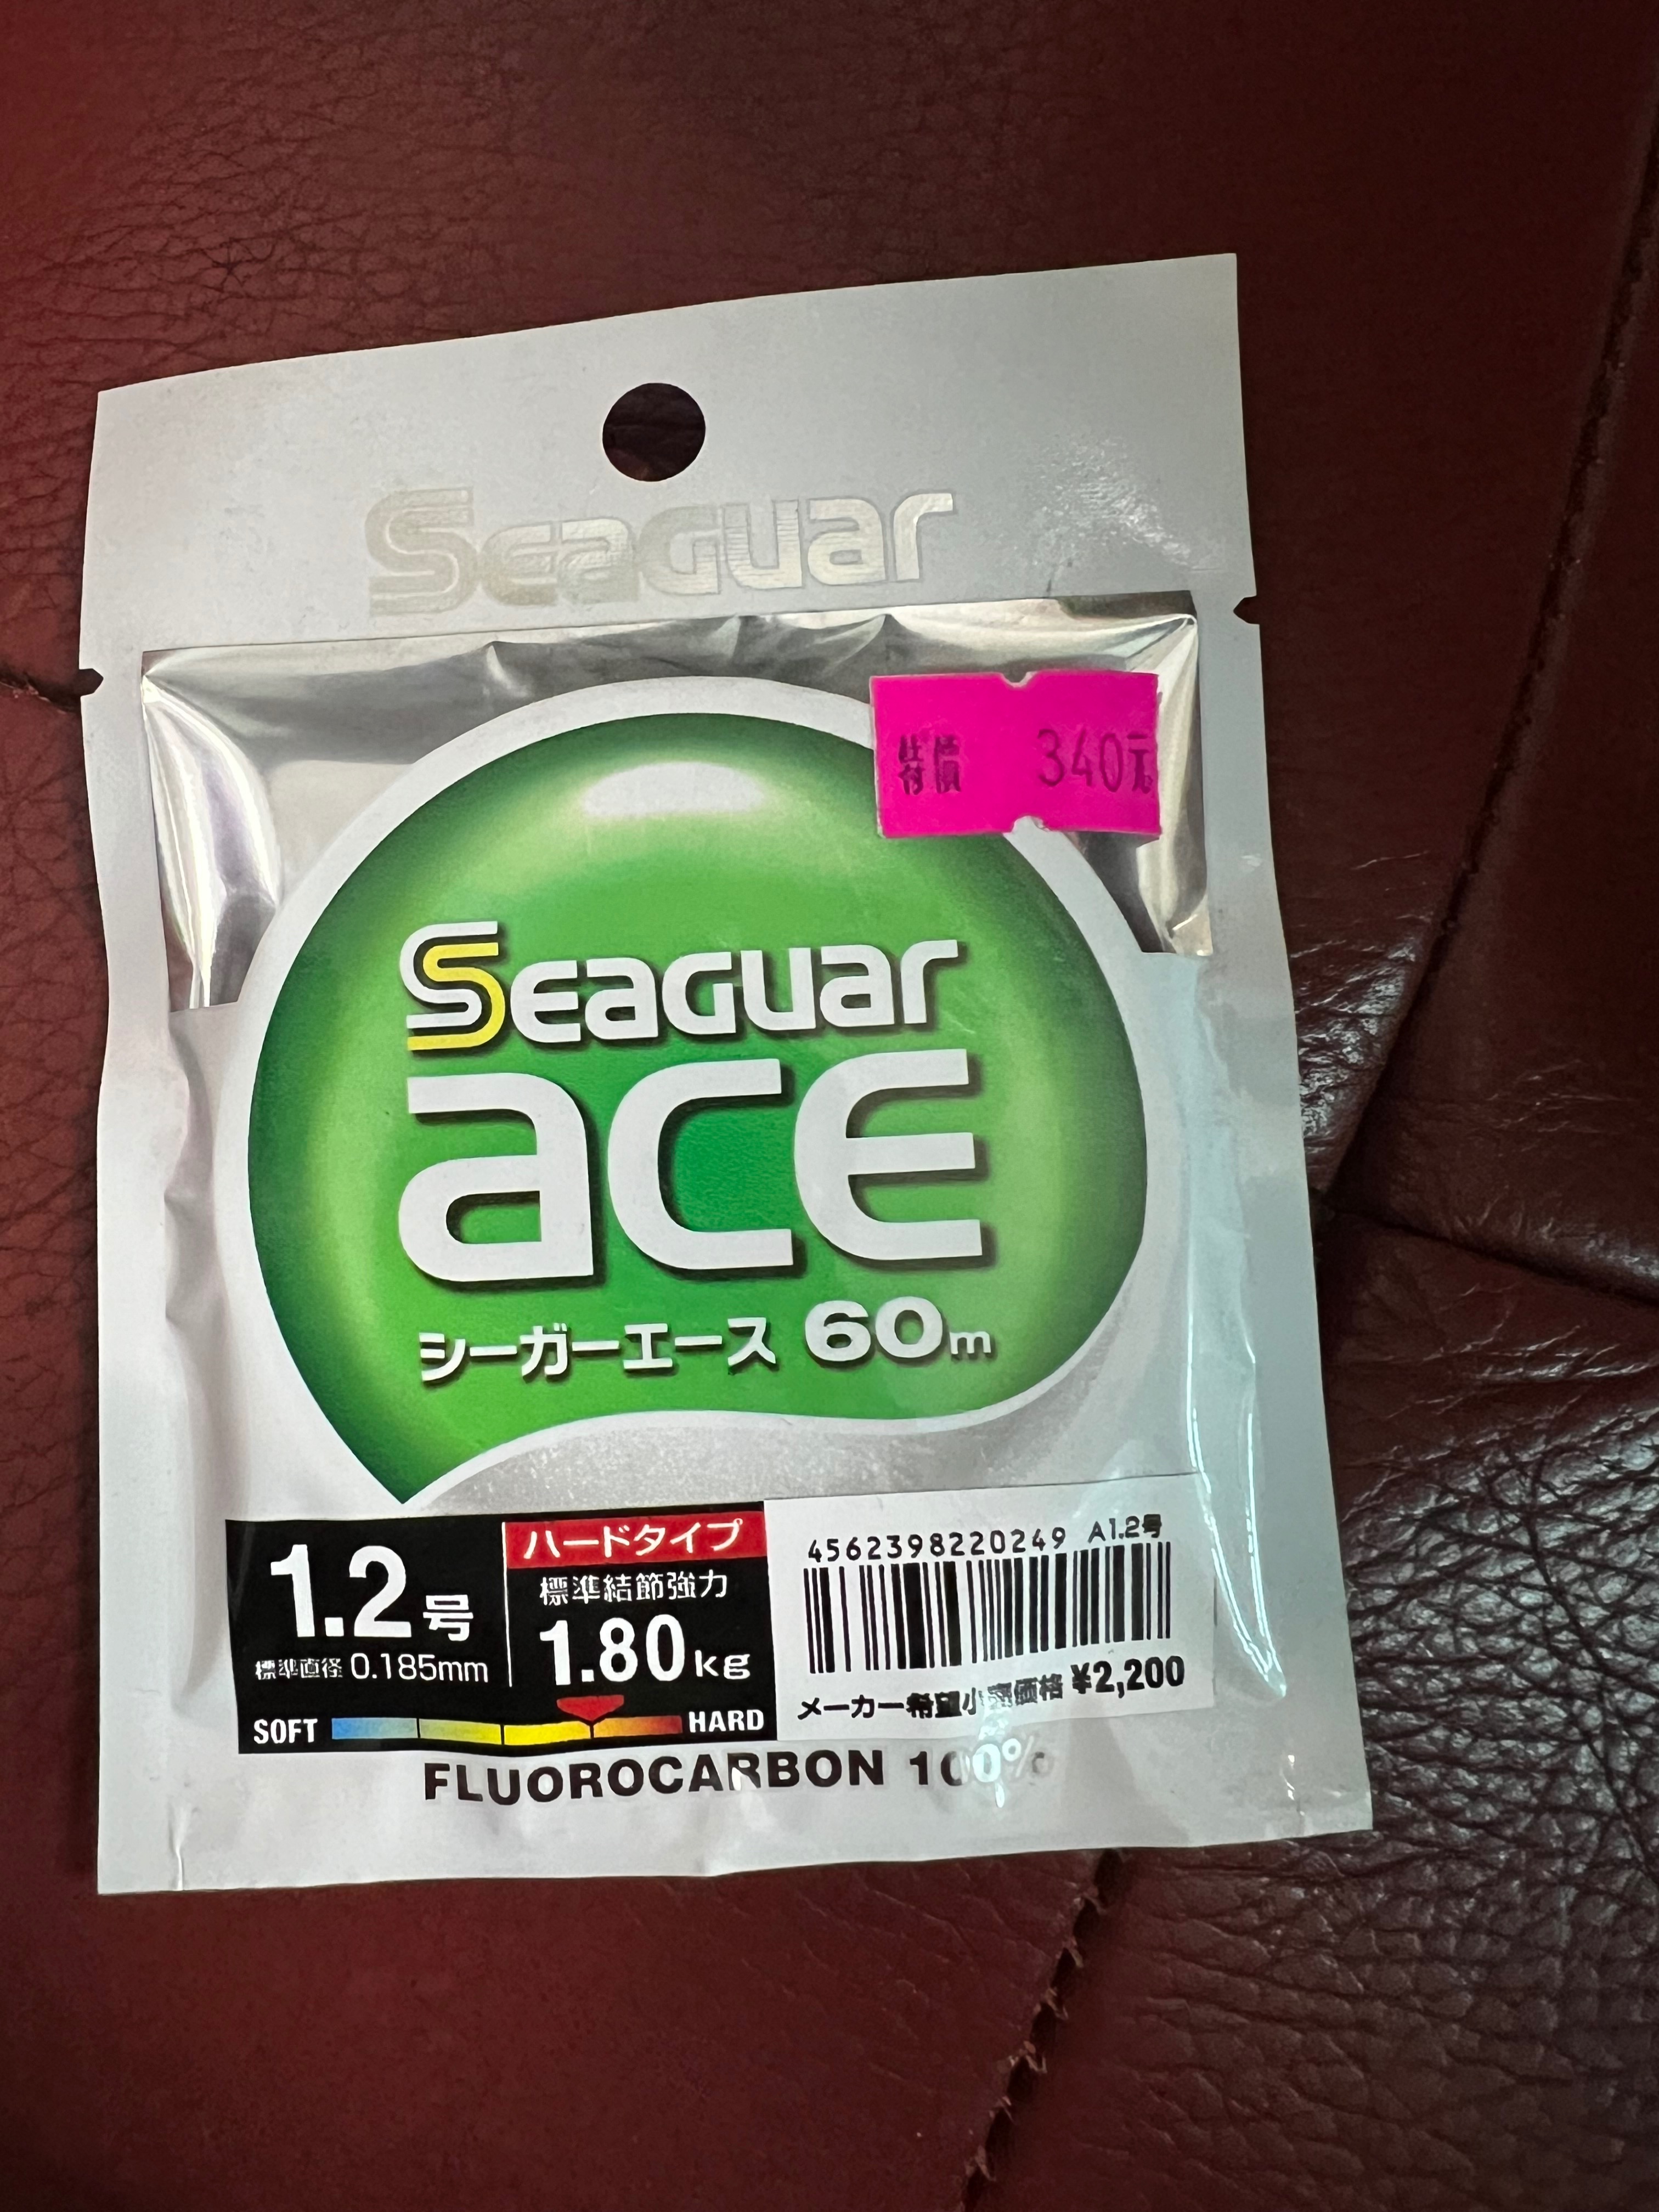 Seaguar
特價 340元
Seaguar
ace
シーガーエース 60m
1.2号
標準直径 0.185mm
ハードタイプ
標準結節強力
1.80kg
SOFT HARD
4562398220249 A1.2号
メーカー希望小売価格 ¥2,200
FLUOROCARBON 100%